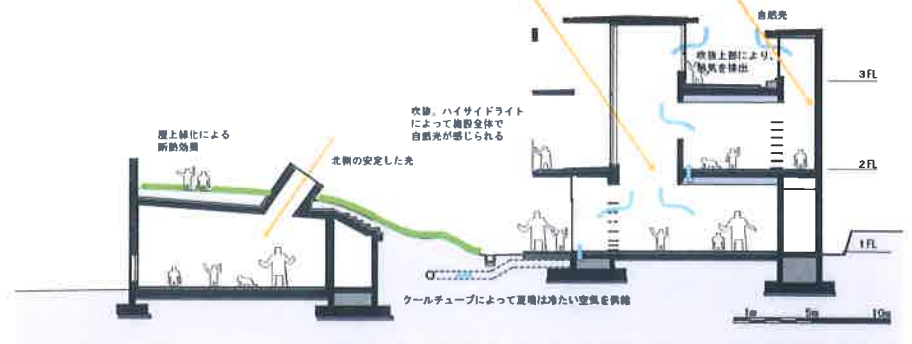 自然光
吹抜上部により、
熱気を排出
3FL
吹抜、ハイサイドライト
によって施設全体で
自然光が感じられる
屋上緑化による
断熱効果
北側の安定した光
2FL
1FL
クールチューブによって夏場は冷たい空気を供給
1m 5m 10m